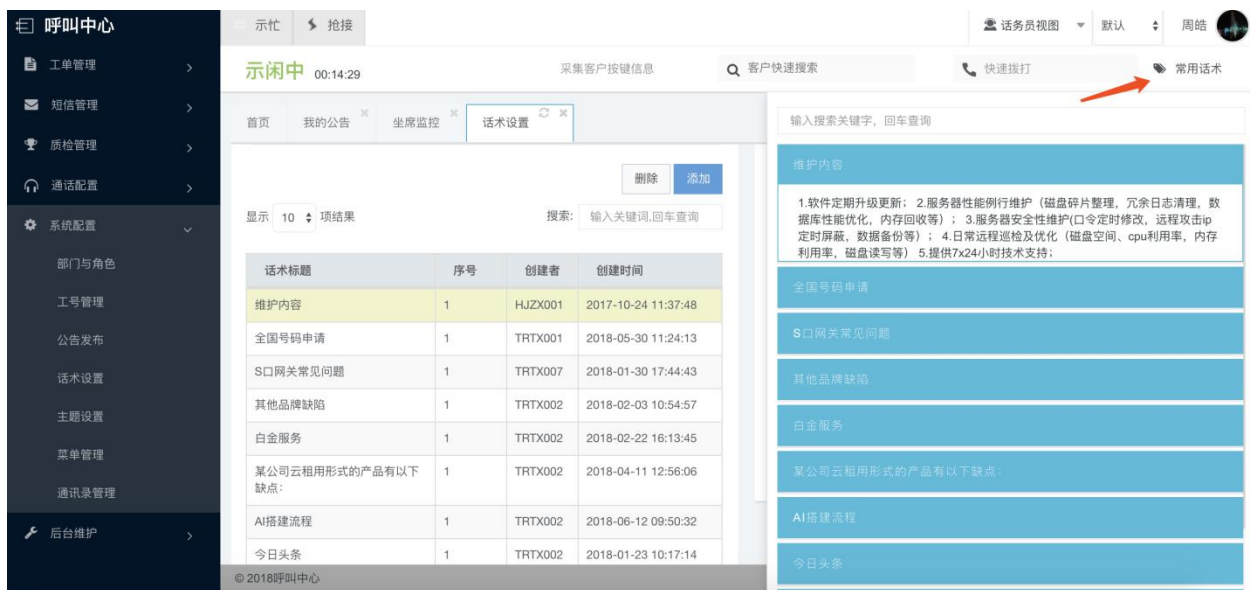 呼叫中心
示忙
抢接
话务员视图
默认
周皓
示闲中 00:14:29
采集客户按键信息
客户快速搜索
快速拨打
常用话术
工单管理
短信管理
质检管理
通话配置
系统配置
部门与角色
工号管理
公告发布
话术设置
主题设置
菜单管理
通讯录管理
后台维护
首页
我的公告
坐席监控
话术设置
删除
添加
显示 10 项结果
搜索: 输入关键词,回车查询
话术标题 序号 创建者 创建时间
维护内容 1 HJZX001 2017-10-24 11:37:48
全国号码申请 1 TRTX001 2018-05-30 11:24:13
S口网关常见问题 1 TRTX007 2018-01-30 17:44:43
其他品牌缺陷 1 TRTX002 2018-02-03 10:54:57
白金服务 1 TRTX002 2018-02-22 16:13:45
某公司云租用形式的产品有以下 1 TRTX002 2018-04-11 12:56:06
缺点：
AI搭建流程 1 TRTX002 2018-06-12 09:50:32
今日头条 1 TRTX002 2018-01-23 10:17:14
© 2018呼叫中心
输入搜索关键字，回车查询
维护内容
1.软件定期升级更新； 2.服务器性能例行维护（磁盘碎片整理，冗余日志清理，数
据库性能优化，内存回收等）； 3.服务器安全性维护(口令定时修改，远程攻击ip
定时屏蔽，数据备份等）； 4.日常远程巡检及优化（磁盘空间、cpu利用率，内存
利用率，磁盘读写等） 5.提供7x24小时技术支持；
全国号码申请
S口网关常见问题
其他品牌缺陷
白金服务
某公司云租用形式的产品有以下缺点：
AI搭建流程
今日头条